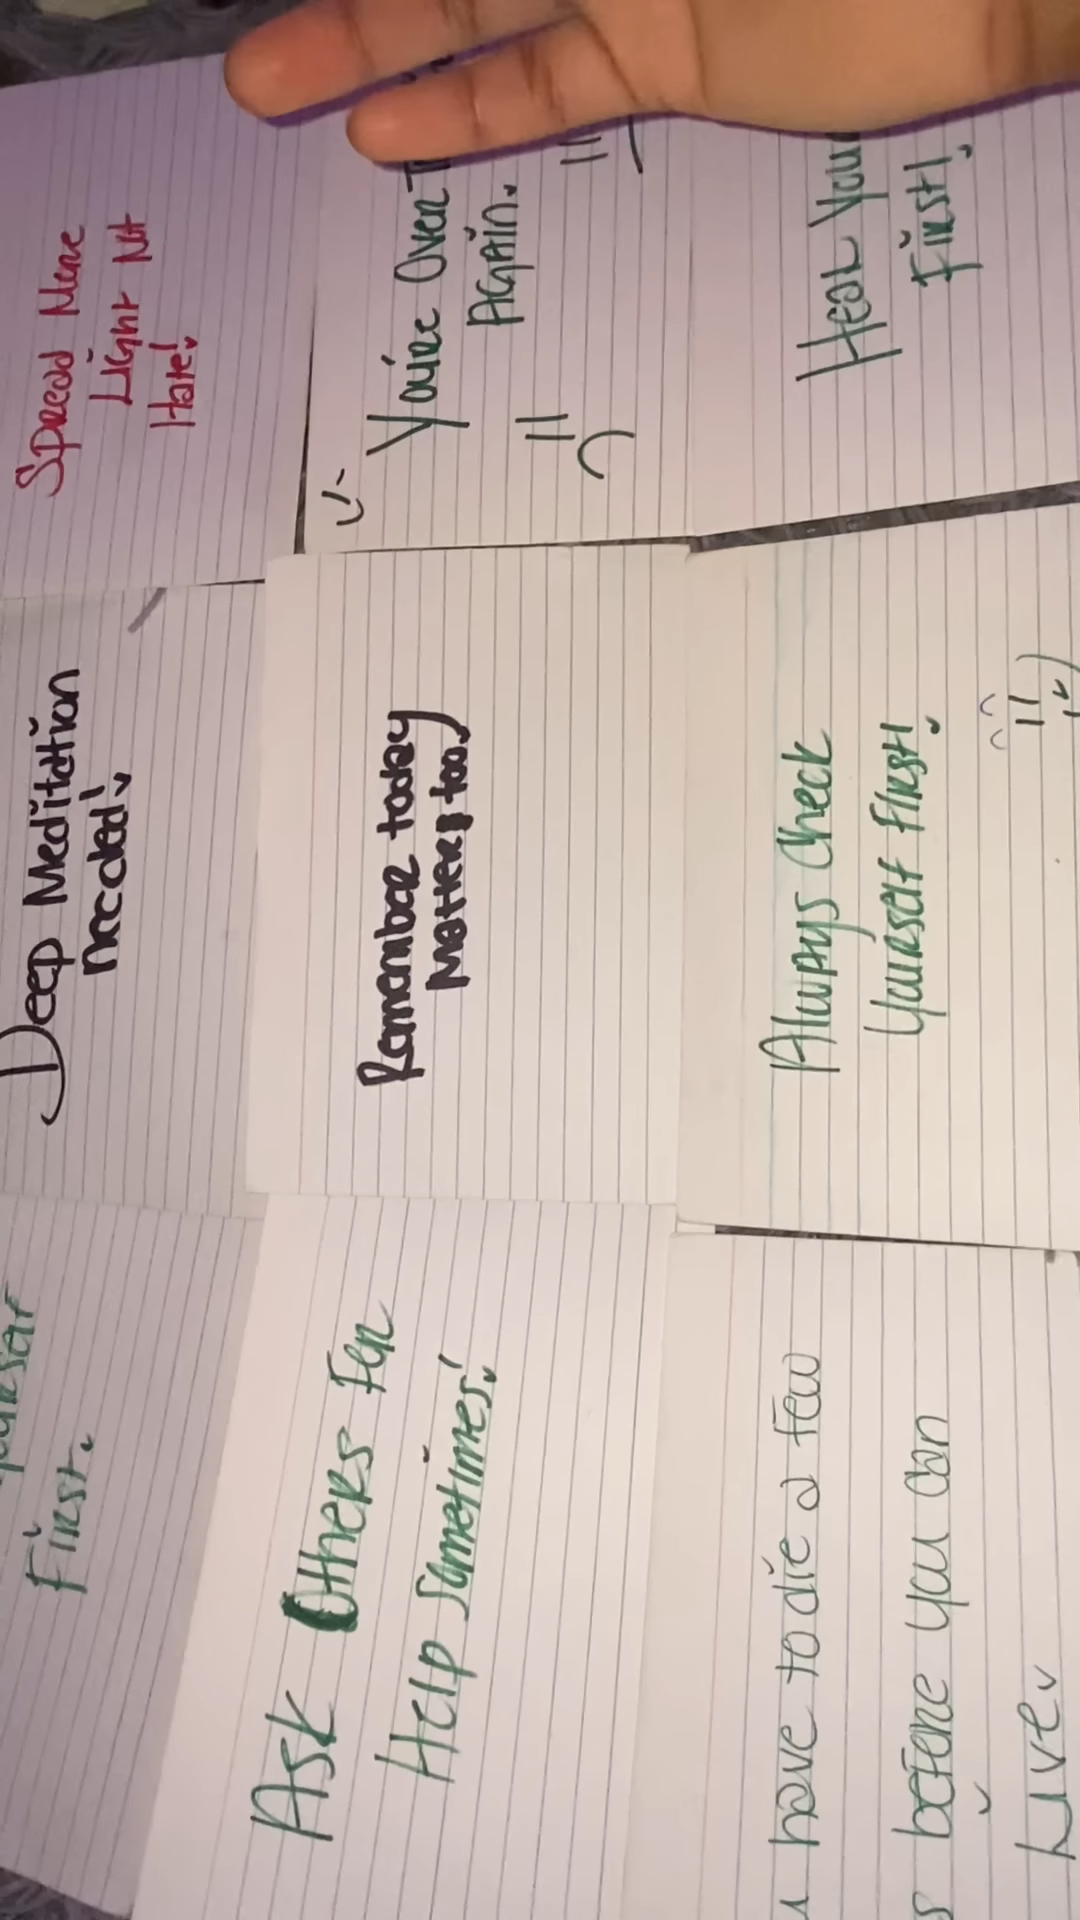 Spread More
Light Not
Hate!
You're Over
Again.
Heal
First!
Deep Meditation
needed!
Remember today
Matters too.
Always Check
Yourself First!
First.
Ask Others For
Help Sometimes!
have to die a few
before you can
Live.